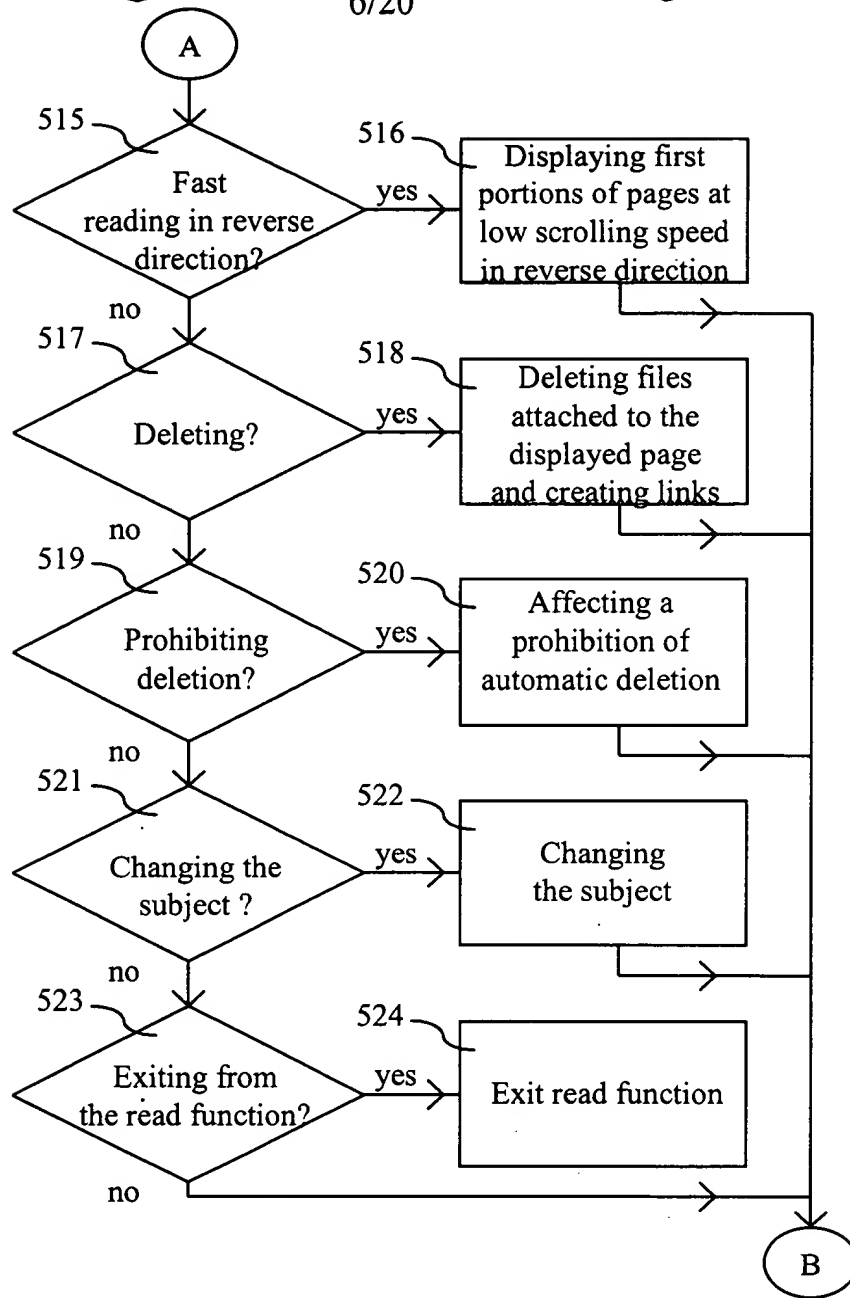 6/20
A
515
Fast
reading in reverse
direction?
yes
516
Displaying first
portions of pages at
low scrolling speed
in reverse direction
no
517
Deleting?
yes
518
Deleting files
attached to the
displayed page
and creating links
no
519
Prohibiting
deletion?
yes
520
Affecting a
prohibition of
automatic deletion
no
521
Changing the
subject ?
yes
522
Changing
the subject
no
523
Exiting from
the read function?
yes
524
Exit read function
no
B